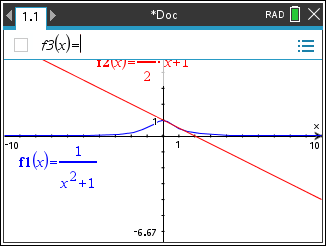 1.1 *Doc RAD
f3(x)=
f2(x)= 2 ·x+1
1 x
-10 1 10
f1(x)= 1
x²+1
-6.67